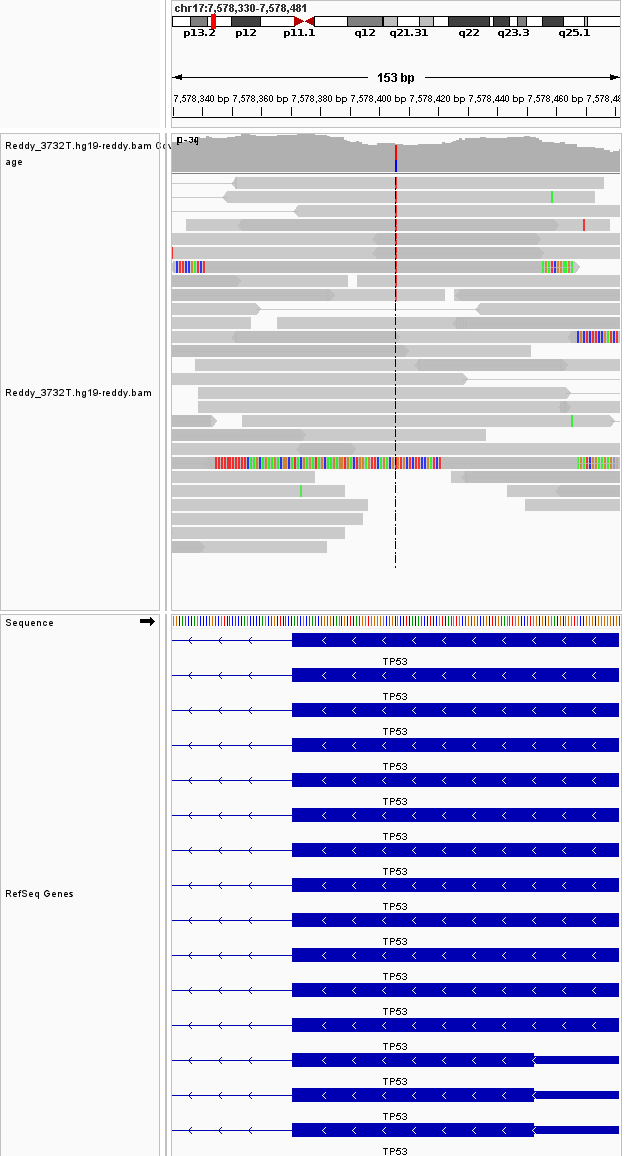 chr17:7,578,330-7,578,481
p13.2 p12 p11.1 q12 q21.31 q22 q23.3 q25.1
153 bp
7,578,340 bp 7,578,360 bp 7,578,380 bp 7,578,400 bp 7,578,420 bp 7,578,440 bp 7,578,460 bp 7,578,48
Reddy_3732T.hg19-reddy.bam Cov
age
Reddy_3732T.hg19-reddy.bam
Sequence
TP53
TP53
TP53
TP53
TP53
TP53
TP53
RefSeq Genes
TP53
TP53
TP53
TP53
TP53
TP53
TP53
TP53